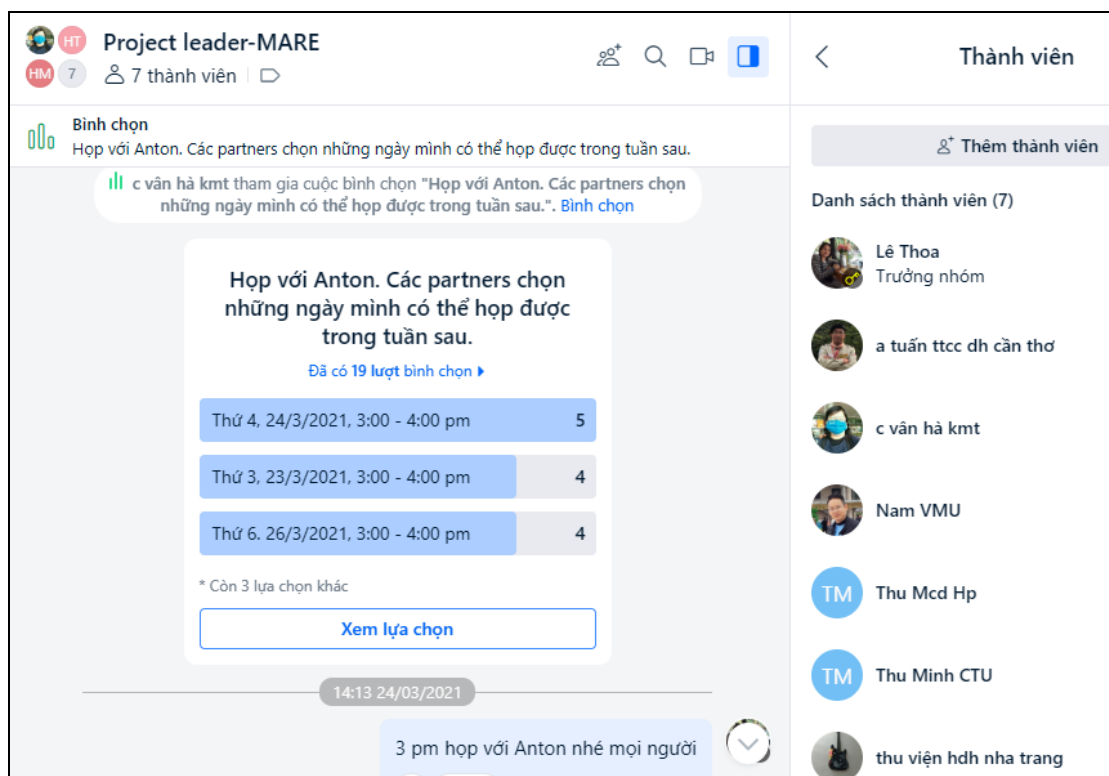 HT
Project leader-MARE
HM
7
7 thành viên
Bình chọn
Họp với Anton. Các partners chọn những ngày mình có thể họp được trong tuần sau.
c vân hà kmt tham gia cuộc bình chọn "Họp với Anton. Các partners chọn
những ngày mình có thể họp được trong tuần sau.". Bình chọn
Họp với Anton. Các partners chọn
những ngày mình có thể họp được
trong tuần sau.
Đã có 19 lượt bình chọn
Thứ 4, 24/3/2021, 3:00 - 4:00 pm 5
Thứ 3, 23/3/2021, 3:00 - 4:00 pm 4
Thứ 6. 26/3/2021, 3:00 - 4:00 pm 4
* Còn 3 lựa chọn khác
Xem lựa chọn
14:13 24/03/2021
3 pm họp với Anton nhé mọi người
Thành viên
Thêm thành viên
Danh sách thành viên (7)
Lê Thoa
Trưởng nhóm
a tuấn ttcc dh cần thơ
c vân hà kmt
Nam VMU
TM
Thu Mcd Hp
TM
Thu Minh CTU
thu viện hdh nha trang